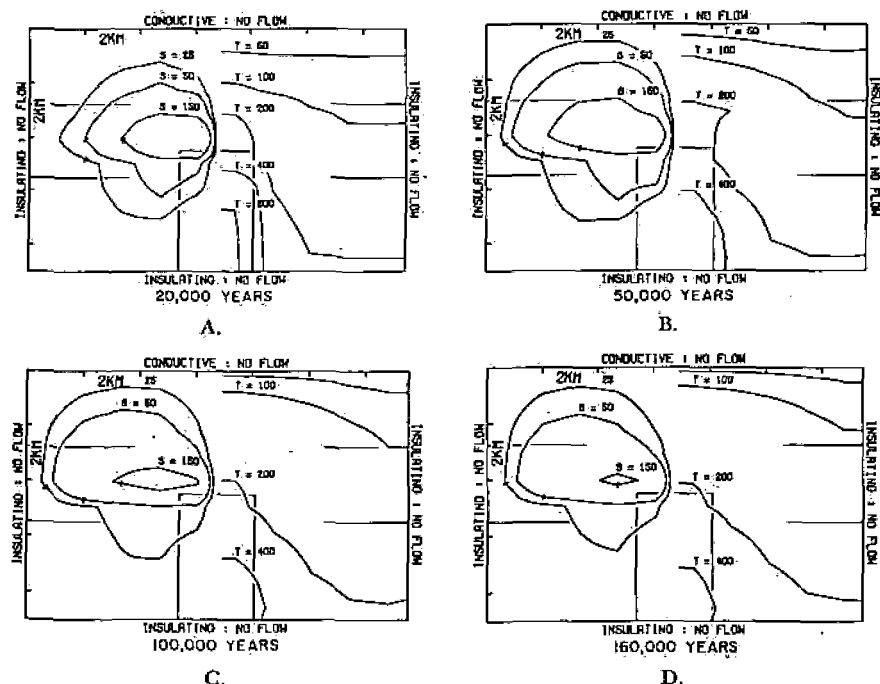 CONDUCTIVE : NO FLOW
2KM
S = 25
S = 50
S = 150
T = 50
T = 100
T = 200
T = 400
INSULATING : NO FLOW
2KM
INSULATING : NO FLOW
INSULATING : NO FLOW
20,000 YEARS
A.
CONDUCTIVE : NO FLOW
2KM
25
S = 50
S = 150
T = 50
T = 100
T = 200
T = 400
INSULATING : NO FLOW
2KM
INSULATING : NO FLOW
INSULATING : NO FLOW
50,000 YEARS
B.
CONDUCTIVE : NO FLOW
2KM
25
S = 50
S = 150
T = 100
T = 200
T = 400
INSULATING : NO FLOW
2KM
INSULATING : NO FLOW
INSULATING : NO FLOW
100,000 YEARS
C.
CONDUCTIVE : NO FLOW
2KM
25
S = 50
S = 150
T = 100
T = 200
T = 400
INSULATING : NO FLOW
2KM
INSULATING : NO FLOW
INSULATING : NO FLOW
160,000 YEARS
D.